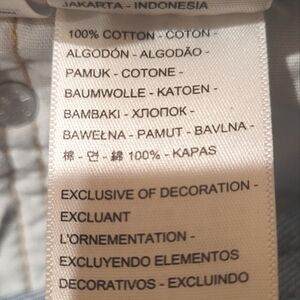 JAKARTA - INDONESIA
100% COTTON - COTON -
ALGODÓN - ALGODÃO -
PAMUK - COTONE -
BAUMWOLLE - KATOEN -
BAMBAKI - ХЛОПОК -
BAWEŁNA - PAMUT - BAVLNA -
棉 - 면 - 綿 100% - KAPAS
EXCLUSIVE OF DECORATION -
EXCLUANT
L'ORNEMENTATION -
EXCLUYENDO ELEMENTOS
DECORATIVOS - EXCLUINDO